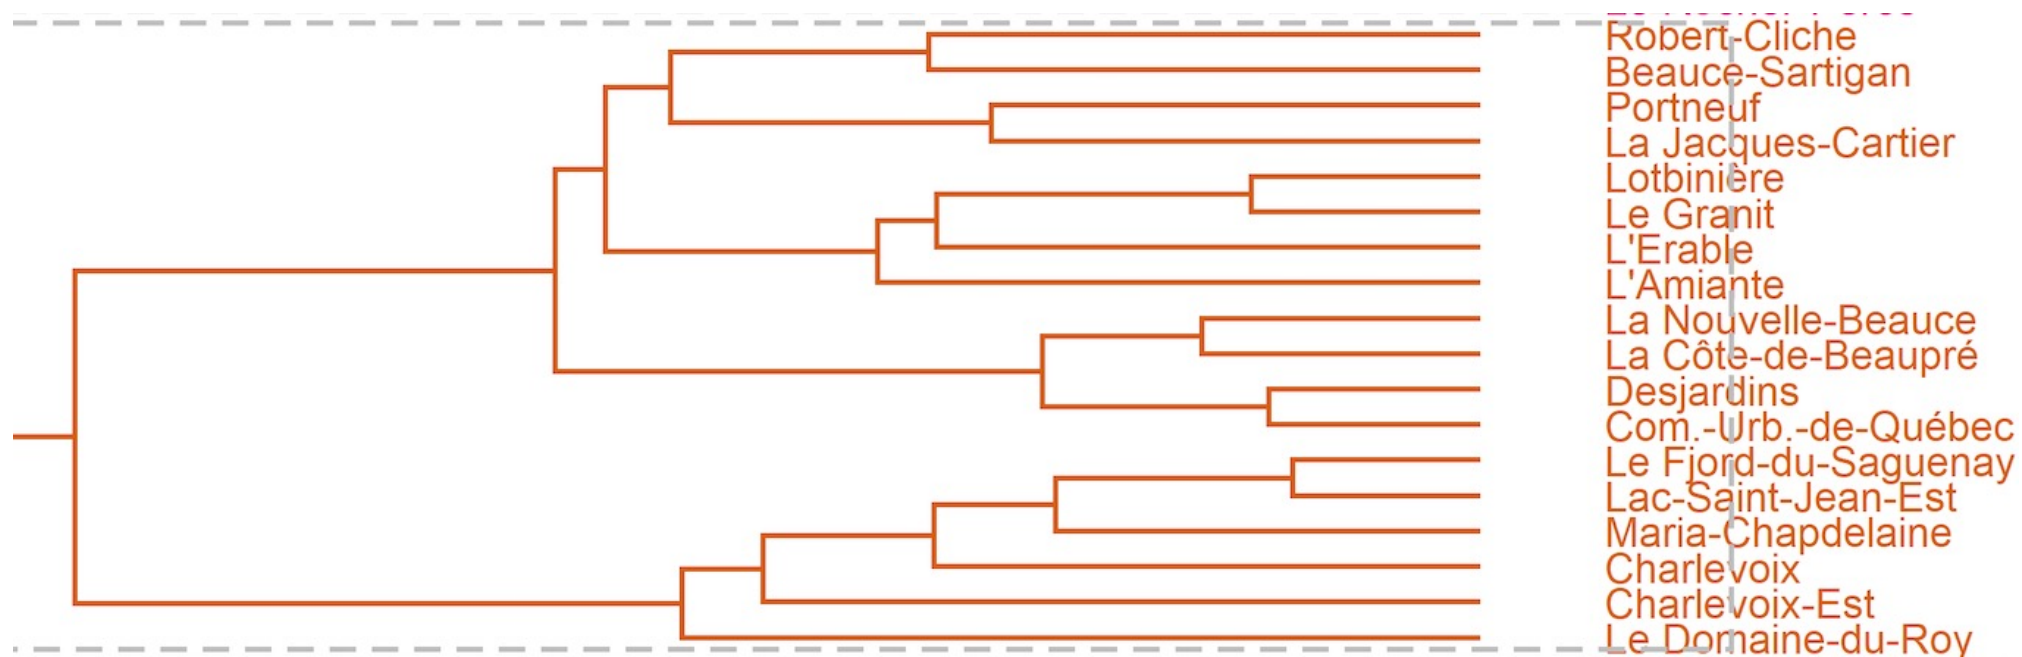 Robert-Cliche
Beauce-Sartigan
Portneuf
La Jacques-Cartier
Lotbinière
Le Granit
L'Erable
L'Amiante
La Nouvelle-Beauce
La Côte-de-Beaupré
Desjardins
Com.-Urb.-de-Québec
Le Fjord-du-Saguenay
Lac-Saint-Jean-Est
Maria-Chapdelaine
Charlevoix
Charlevoix-Est
Le Domaine-du-Roy